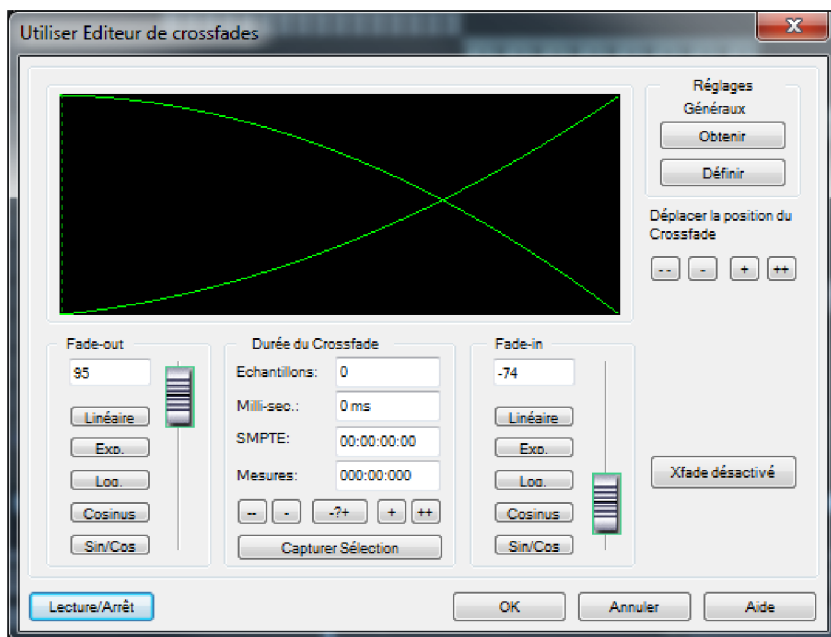 Utiliser Editeur de crossfades
Réglages
Généraux
Obtenir
Définir
Déplacer la position du
Crossfade
-- - + ++
Fade-out
95
Linéaire
Exp.
Log.
Cosinus
Sin/Cos
Durée du Crossfade
Echantillons: 0
Milli-sec.: 0 ms
SMPTE: 00:00:00:00
Mesures: 000:00:000
-- - -?+ + ++
Capturer Sélection
Fade-in
-74
Linéaire
Exp.
Log.
Cosinus
Sin/Cos
Xfade désactivé
Lecture/Arrêt
OK
Annuler
Aide